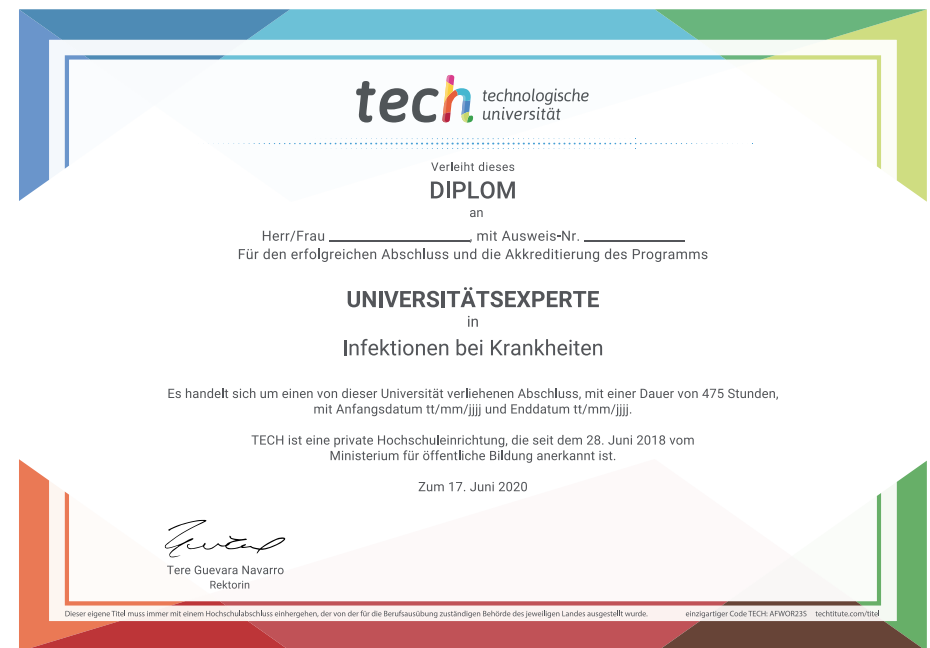 tech technologische
universität
Verleiht dieses
DIPLOM
an
Herr/Frau ____________, mit Ausweis-Nr. ____________
Für den erfolgreichen Abschluss und die Akkreditierung des Programms
UNIVERSITÄTSEXPERTE
in
Infektionen bei Krankheiten
Es handelt sich um einen von dieser Universität verliehenen Abschluss, mit einer Dauer von 475 Stunden,
mit Anfangsdatum tt/mm/jjjj und Enddatum tt/mm/jjjj.
TECH ist eine private Hochschuleinrichtung, die seit dem 28. Juni 2018 vom
Ministerium für öffentliche Bildung anerkannt ist.
Zum 17. Juni 2020
Tere Guevara Navarro
Rektorin
Dieser eigene Titel muss immer mit einem Hochschulabschluss einhergehen, der von der für die Berufsausübung zuständigen Behörde des jeweiligen Landes ausgestellt wurde. einzigartiger Code TECH: AFWOR23S techtitute.com/titel